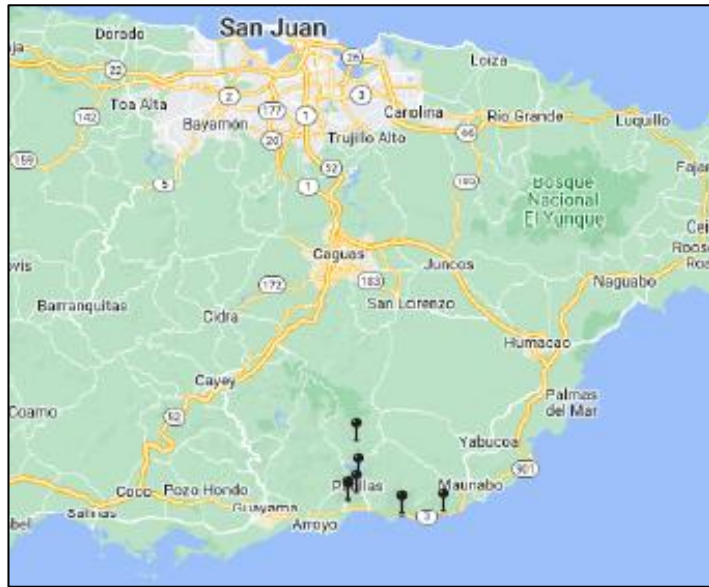 San Juan
Dorado
Loiza
22
26
2
177
1
3
Toa Alta
Carolina
Rio Grande
142
Bayamón
Luquillo
20
Trujillo Alto
66
159
52
5
1
Bosque
Nacional
El Yunque
Caguas
Juncos
Naguabo
172
183
San Lorenzo
Barranquitas
Cidra
Humacao
Cayey
Palmas
del Mar
Coamo
52
Yabucoa
901
Coco
Pozo Hondo
Maunabo
Salinas
Guayama
Arroyo
3